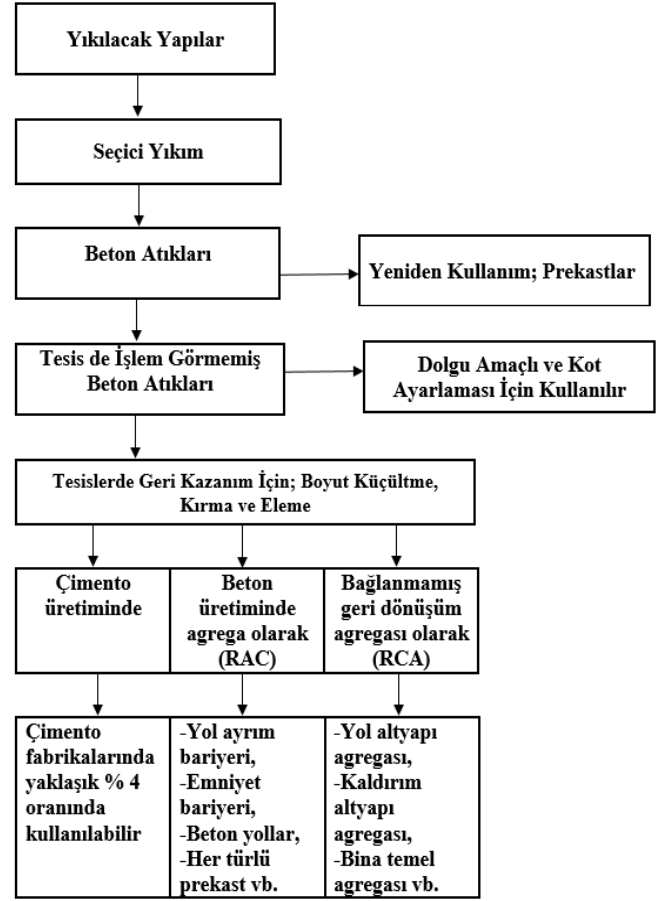 Yıkılacak Yapılar
Seçici Yıkım
Beton Atıkları
Yeniden Kullanım; Prekastlar
Tesis de İşlem Görmemiş
Beton Atıkları
Dolgu Amaçlı ve Kot
Ayarlaması İçin Kullanılır
Tesislerde Geri Kazanım İçin; Boyut Küçültme,
Kırma ve Eleme
Çimento
üretiminde
Beton
üretiminde
agrega olarak
(RAC)
Bağlanmamış
geri dönüşüm
agregası olarak
(RCA)
Çimento
fabrikalarında
yaklaşık % 4
oranında
kullanılabilir
-Yol ayrım
bariyeri,
-Emniyet
bariyeri,
-Beton yollar,
-Her türlü
prekast vb.
-Yol altyapı
agregası,
-Kaldırım
altyapı
agregası,
-Bina temel
agregası vb.